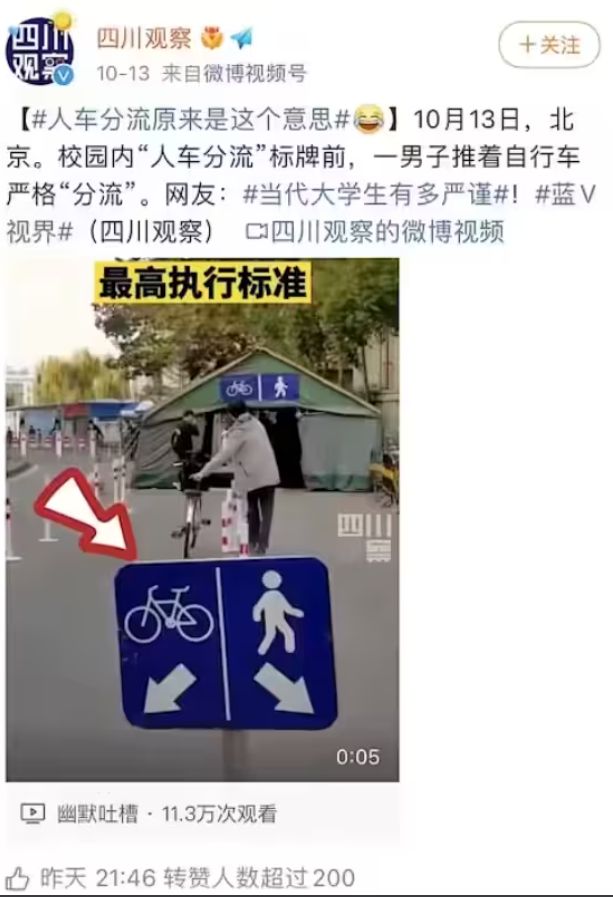 四川观察
四川
观察
+关注
10-13 来自微博视频号
【#人车分流原来是这个意思#😂】10月13日，北
京。校园内“人车分流”标牌前，一男子推着自行车
严格“分流”。网友：#当代大学生有多严谨#！#蓝V
视界#（四川观察） 四川观察的微博视频
最高执行标准
四川
0:05
幽默吐槽 · 11.3万次观看
昨天 21:46 转赞人数超过200